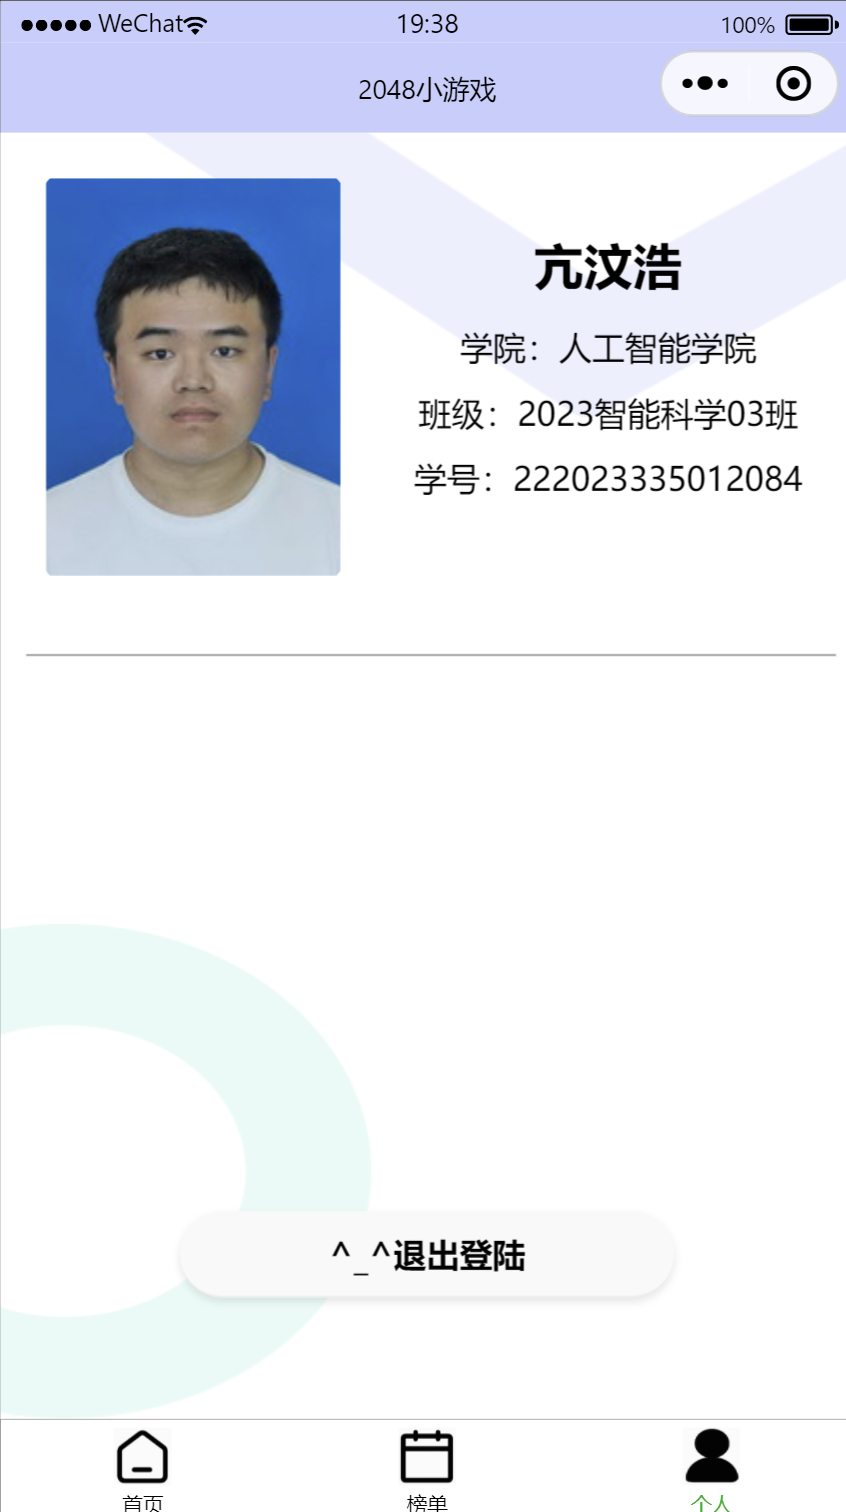 ●●●●● WeChat 19:38 100%
2048小游戏
亢汶浩
学院：人工智能学院
班级：2023智能科学03班
学号：222023335012084
^_^退出登陆
首页 榜单 个人